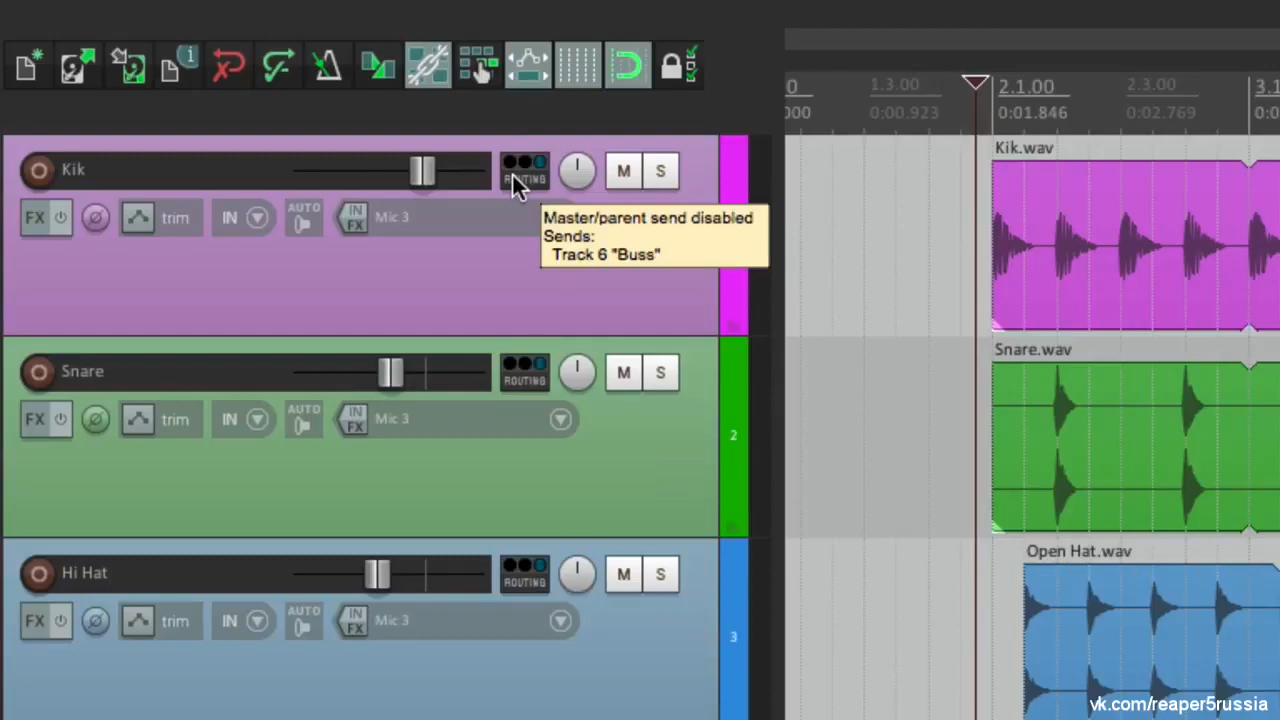 1.3.00
2.1.00
2.3.00
0:00.923
0:01.846
0:02.769
Kik
ROUTING
M
S
FX
trim
IN
AUTO
IN
FX
Mic 3
Master/parent send disabled
Sends:
Track 6 "Buss"
Kik.wav
Snare
ROUTING
M
S
FX
trim
IN
AUTO
IN
FX
Mic 3
2
Snare.wav
Hi Hat
ROUTING
M
S
FX
trim
IN
AUTO
IN
FX
Mic 3
3
Open Hat.wav
vk.com/reaper5russia